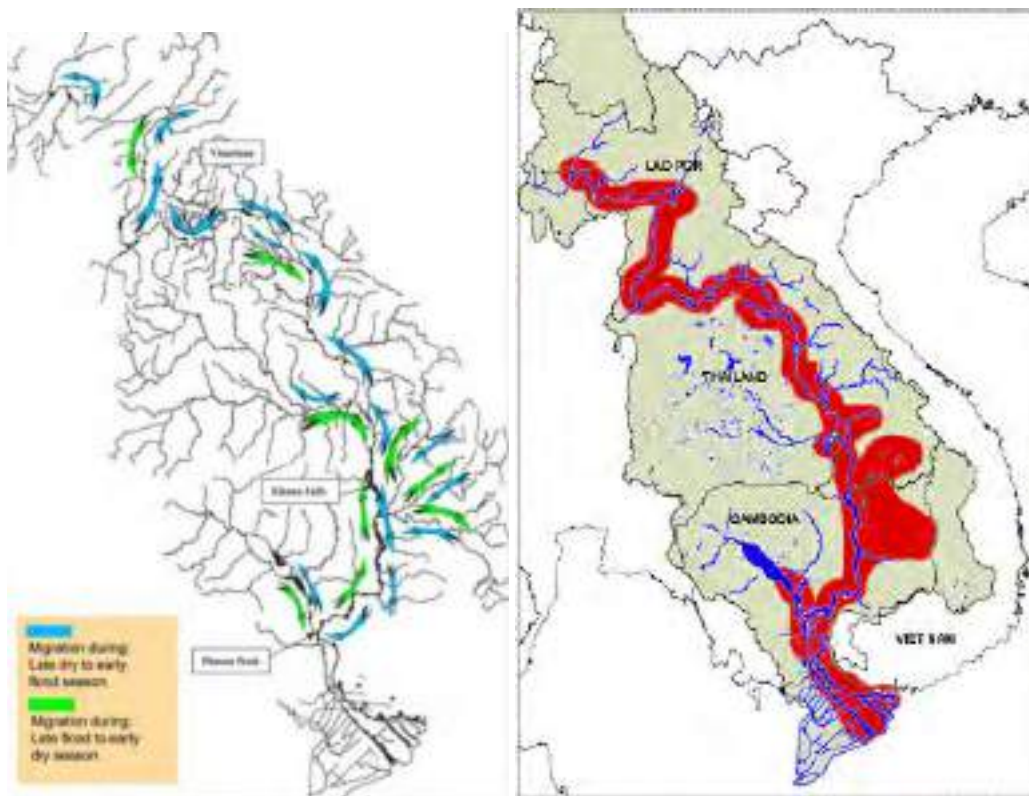 Vientiane
Khone Falls
Phnom Penh
Migration during:
Late dry to early
flood season
Migration during:
Late flood to early
dry season
LAO PDR
THAILAND
CAMBODIA
VIET NAM